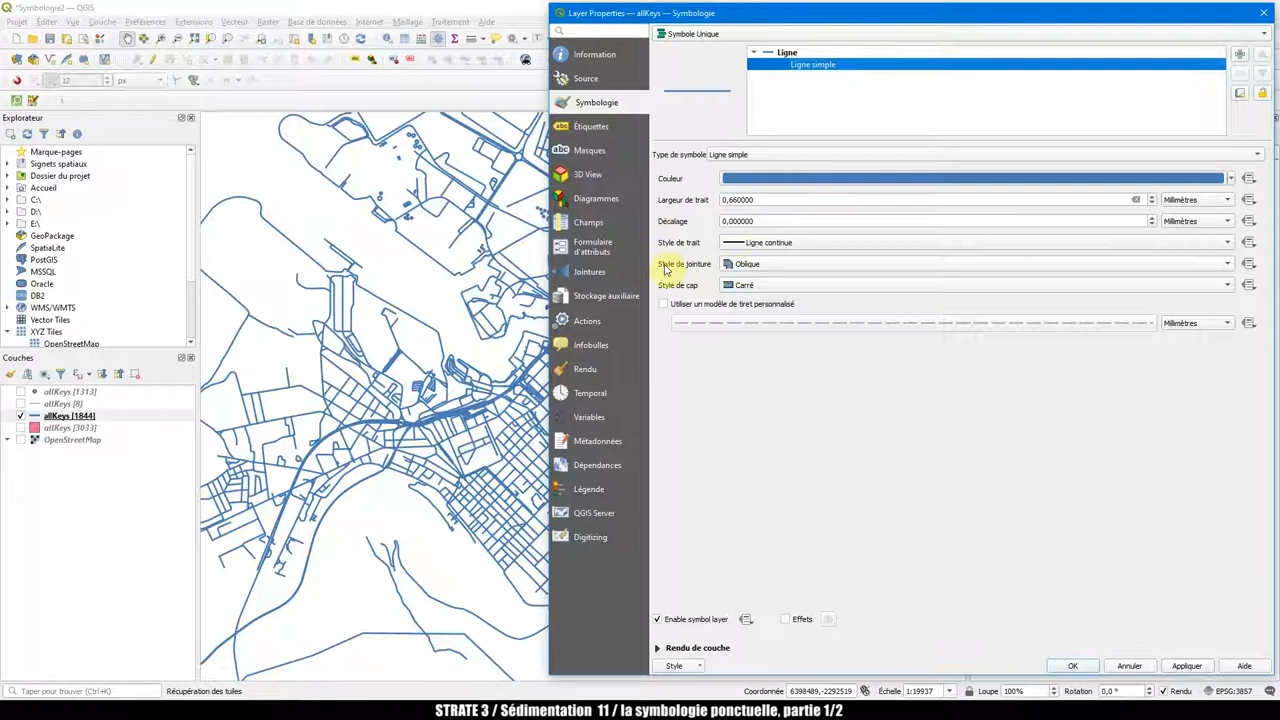 *Symbologie2 — QGIS
Projet Éditer Vue Couche Préférences Extensions Vecteur Raster Base de données Internet Maillage Traitement Aide
12 px
Explorateur
Marque-pages
Signets spatiaux
Dossier du projet
Accueil
C:\
D:\
E:\
GeoPackage
SpatiaLite
PostGIS
MSSQL
Oracle
DB2
WMS/WMTS
Vector Tiles
XYZ Tiles
OpenStreetMap
Couches
allKeys [1313]
allKeys [8]
allKeys [1844]
allKeys [3033]
OpenStreetMap
Layer Properties — allKeys — Symbologie
Information
Source
Symbologie
Étiquettes
Masques
3D View
Diagrammes
Champs
Formulaire
d'attributs
Jointures
Stockage auxiliaire
Actions
Infobulles
Rendu
Temporal
Variables
Métadonnées
Dépendances
Légende
QGIS Server
Digitizing
Symbole Unique
Ligne
Ligne simple
Type de symbole Ligne simple
Couleur
Largeur de trait 0,660000 Millimètres
Décalage 0,000000 Millimètres
Style de trait Ligne continue
Style de jointure Oblique
Style de cap Carré
Utiliser un modèle de tiret personnalisé
Millimètres
Enable symbol layer Effets
Rendu de couche
Style OK Annuler Appliquer Aide
Taper pour trouver (Ctrl+K) Récupération des tuiles Coordonnée 6398489,-2292519 Échelle 1:19937 Loupe 100% Rotation 0,0 ° Rendu EPSG:3857
STRATE 3 / Sédimentation 11 / la symbologie ponctuelle, partie 1/2